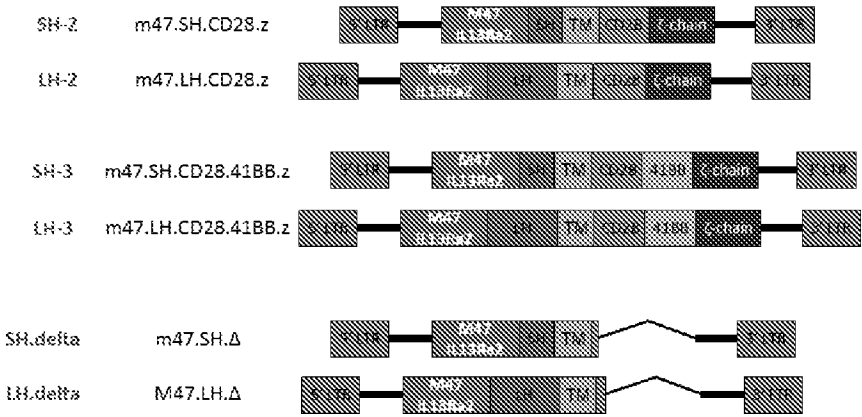 SH-2 m47.SH.CD28.z 5' LTR M47 IL13Rα2 SH TM CD28 ζ-chain 3' LTR
LH-2 m47.LH.CD28.z 5' LTR M47 IL13Rα2 LH TM CD28 ζ-chain 3' LTR
SH-3 m47.SH.CD28.41BB.z 5' LTR M47 IL13Rα2 SH TM CD28 41BB ζ-chain 3' LTR
LH-3 m47.LH.CD28.41BB.z 5' LTR M47 IL13Rα2 LH TM CD28 41BB ζ-chain 3' LTR
SH.delta m47.SH.Δ 5' LTR M47 IL13Rα2 SH TM 3' LTR
LH.delta M47.LH.Δ 5' LTR M47 IL13Rα2 LH TM 3' LTR